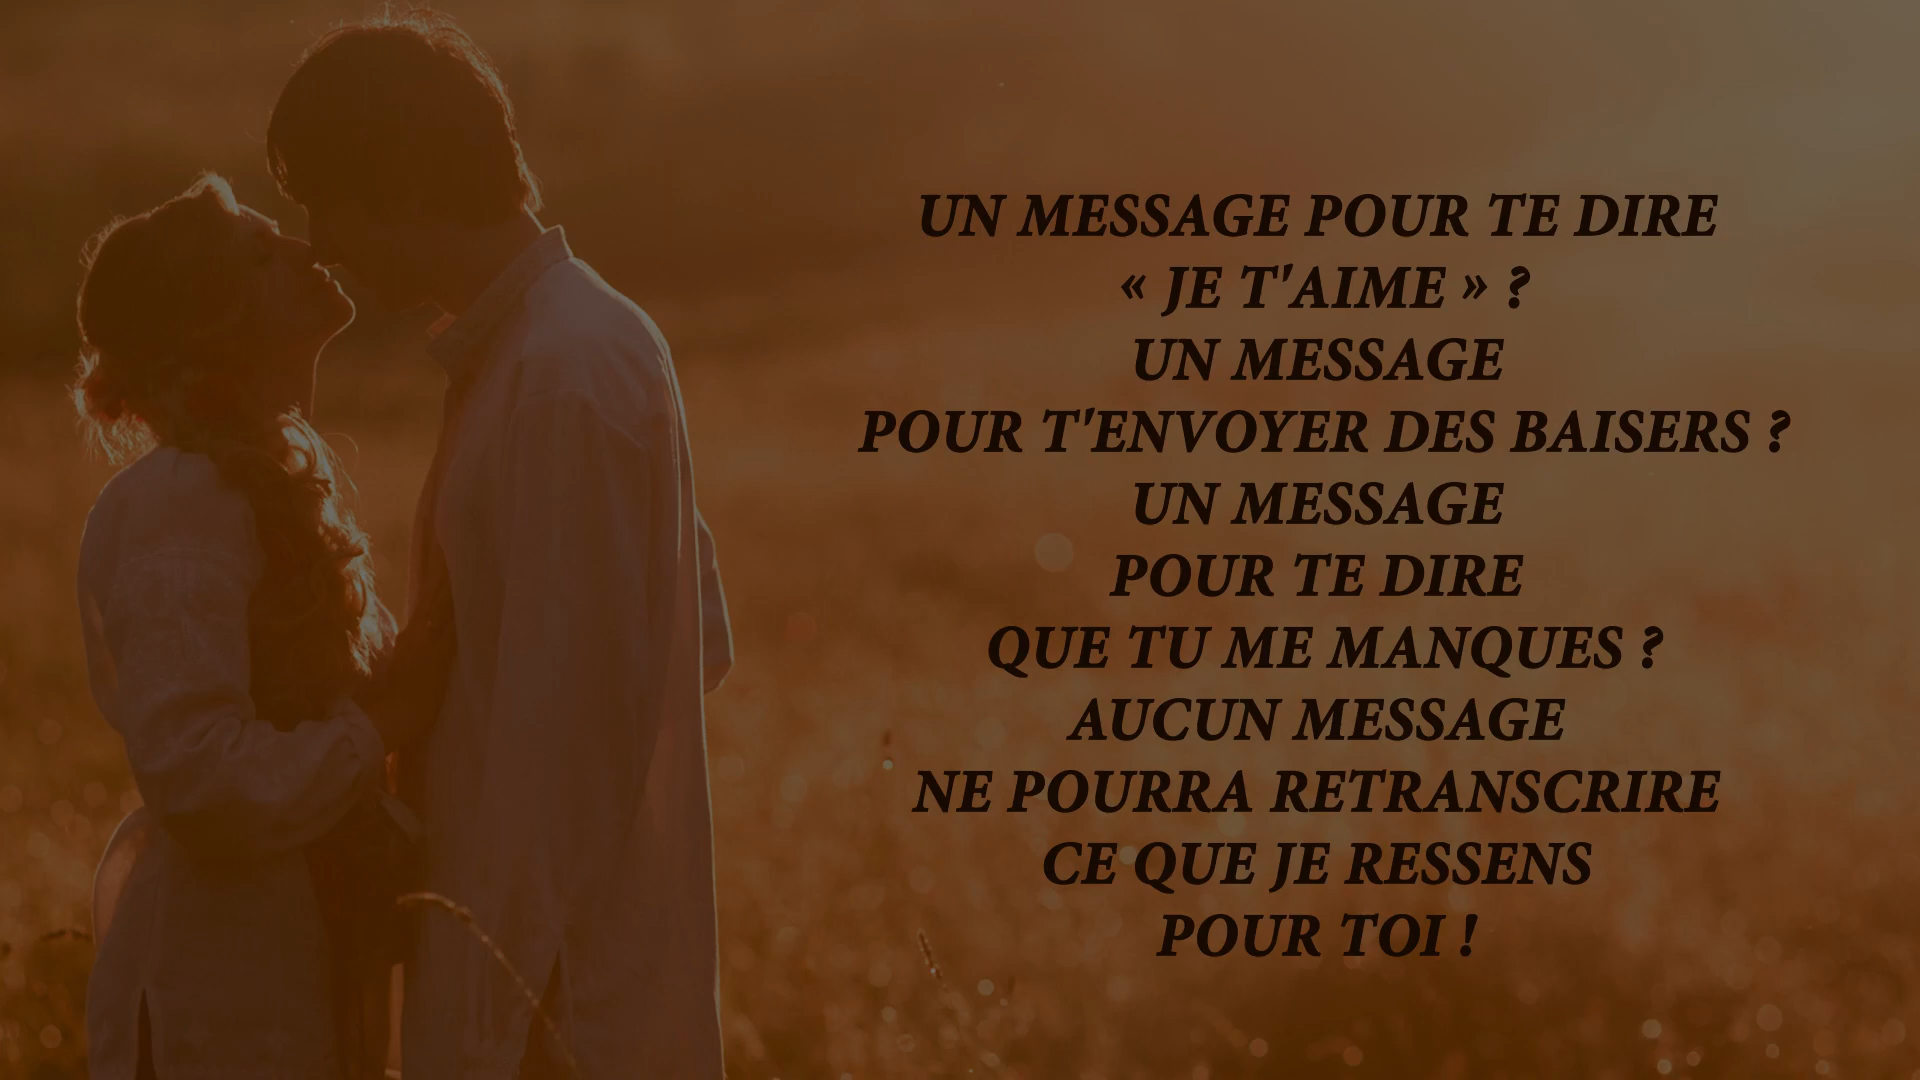 UN MESSAGE POUR TE DIRE
« JE T'AIME » ?
UN MESSAGE
POUR T'ENVOYER DES BAISERS ?
UN MESSAGE
POUR TE DIRE
QUE TU ME MANQUES ?
AUCUN MESSAGE
NE POURRA RETRANSCRIRE
CE QUE JE RESSENS
POUR TOI !